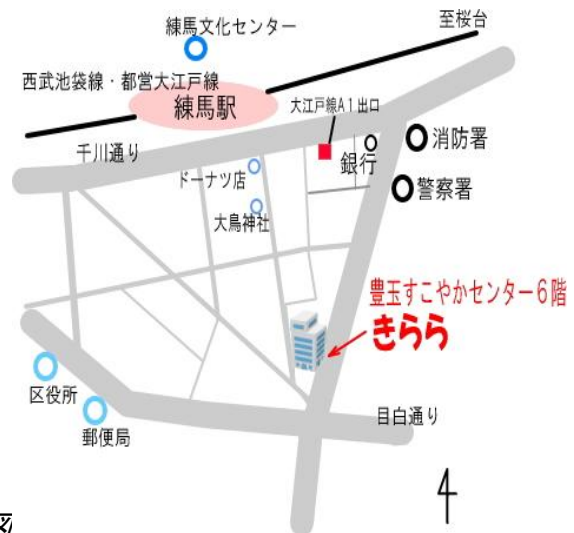 練馬文化センター
至桜台
西武池袋線・都営大江戸線
練馬駅
大江戸線A1出口
千川通り
消防署
銀行
ドーナツ店
警察署
大鳥神社
豊玉すこやかセンター6階
きらら
区役所
目白通り
郵便局